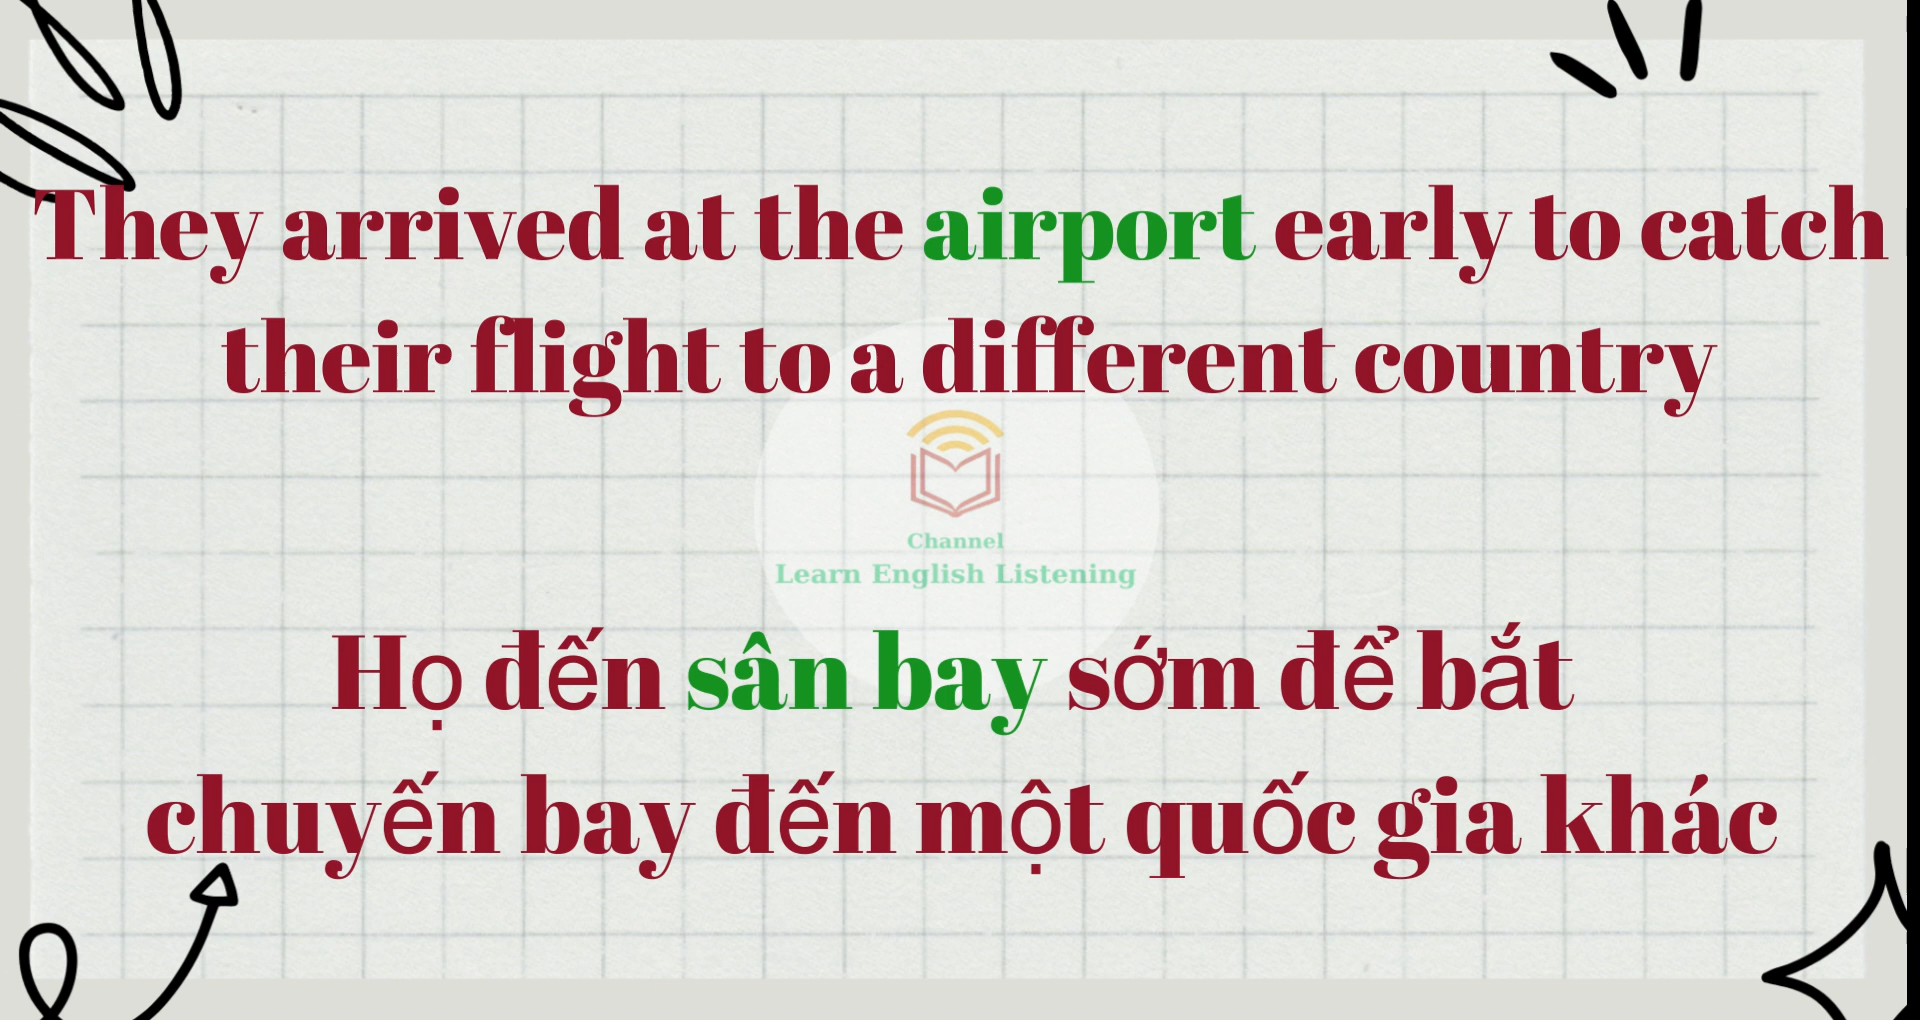 They arrived at the airport early to catch
their flight to a different country
Channel
Learn English Listening
Họ đến sân bay sớm để bắt
chuyến bay đến một quốc gia khác